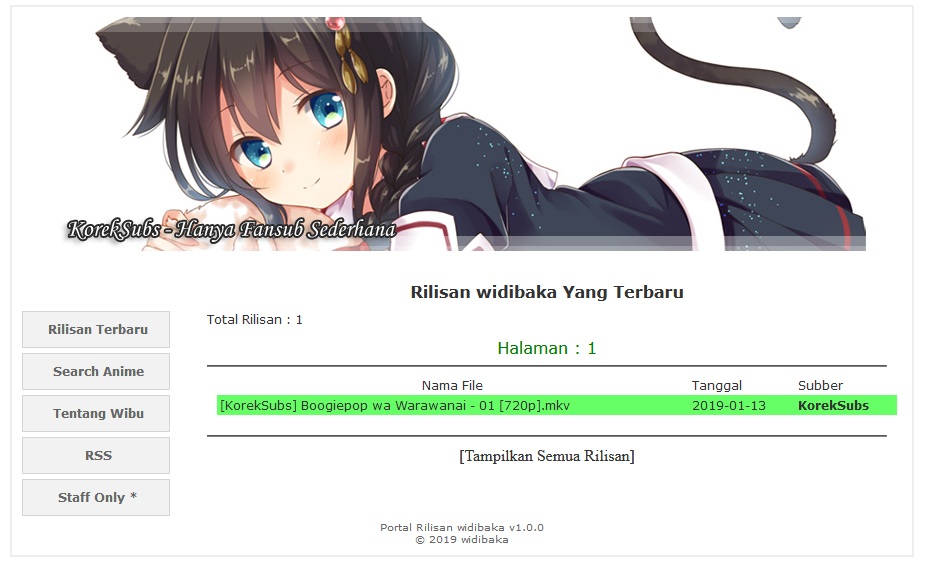 KorekSubs - Hanya Fansub Sederhana
Rilisan widibaka Yang Terbaru
Rilisan Terbaru
Search Anime
Tentang Wibu
RSS
Staff Only *
Total Rilisan : 1
Halaman : 1
Nama File Tanggal Subber
[KorekSubs] Boogiepop wa Warawanai - 01 [720p].mkv 2019-01-13 KorekSubs
[Tampilkan Semua Rilisan]
Portal Rilisan widibaka v1.0.0
© 2019 widibaka